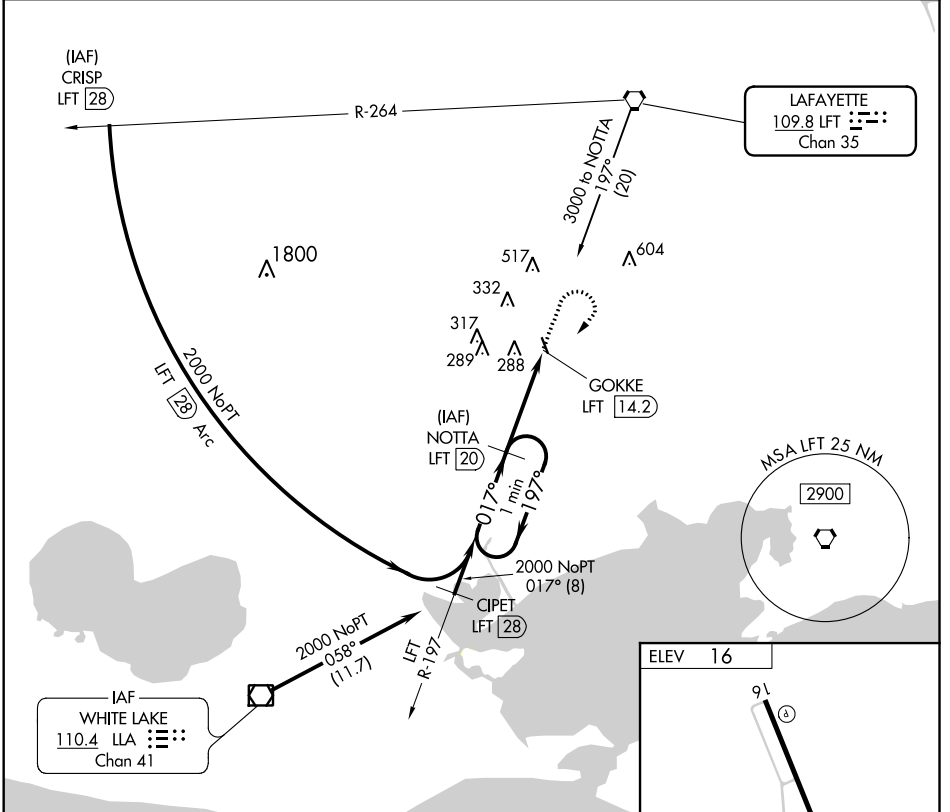 (IAF)
CRISP
LFT 28
R-264
LAFAYETTE
109.8 LFT
Chan 35
3000 to NOTTA
197°
(20)
1800
517
604
332
317
289
288
2000 NoPT
LFT 28 Arc
GOKKE
LFT 14.2
(IAF)
NOTTA
LFT 20
MSA LFT 25 NM
2900
017°
1 min
197°
2000 NoPT
017° (8)
CIPET
LFT 28
2000 NoPT
058°
(11.7)
LFT
R-197
IAF
WHITE LAKE
110.4 LLA
Chan 41
ELEV 16
16
P